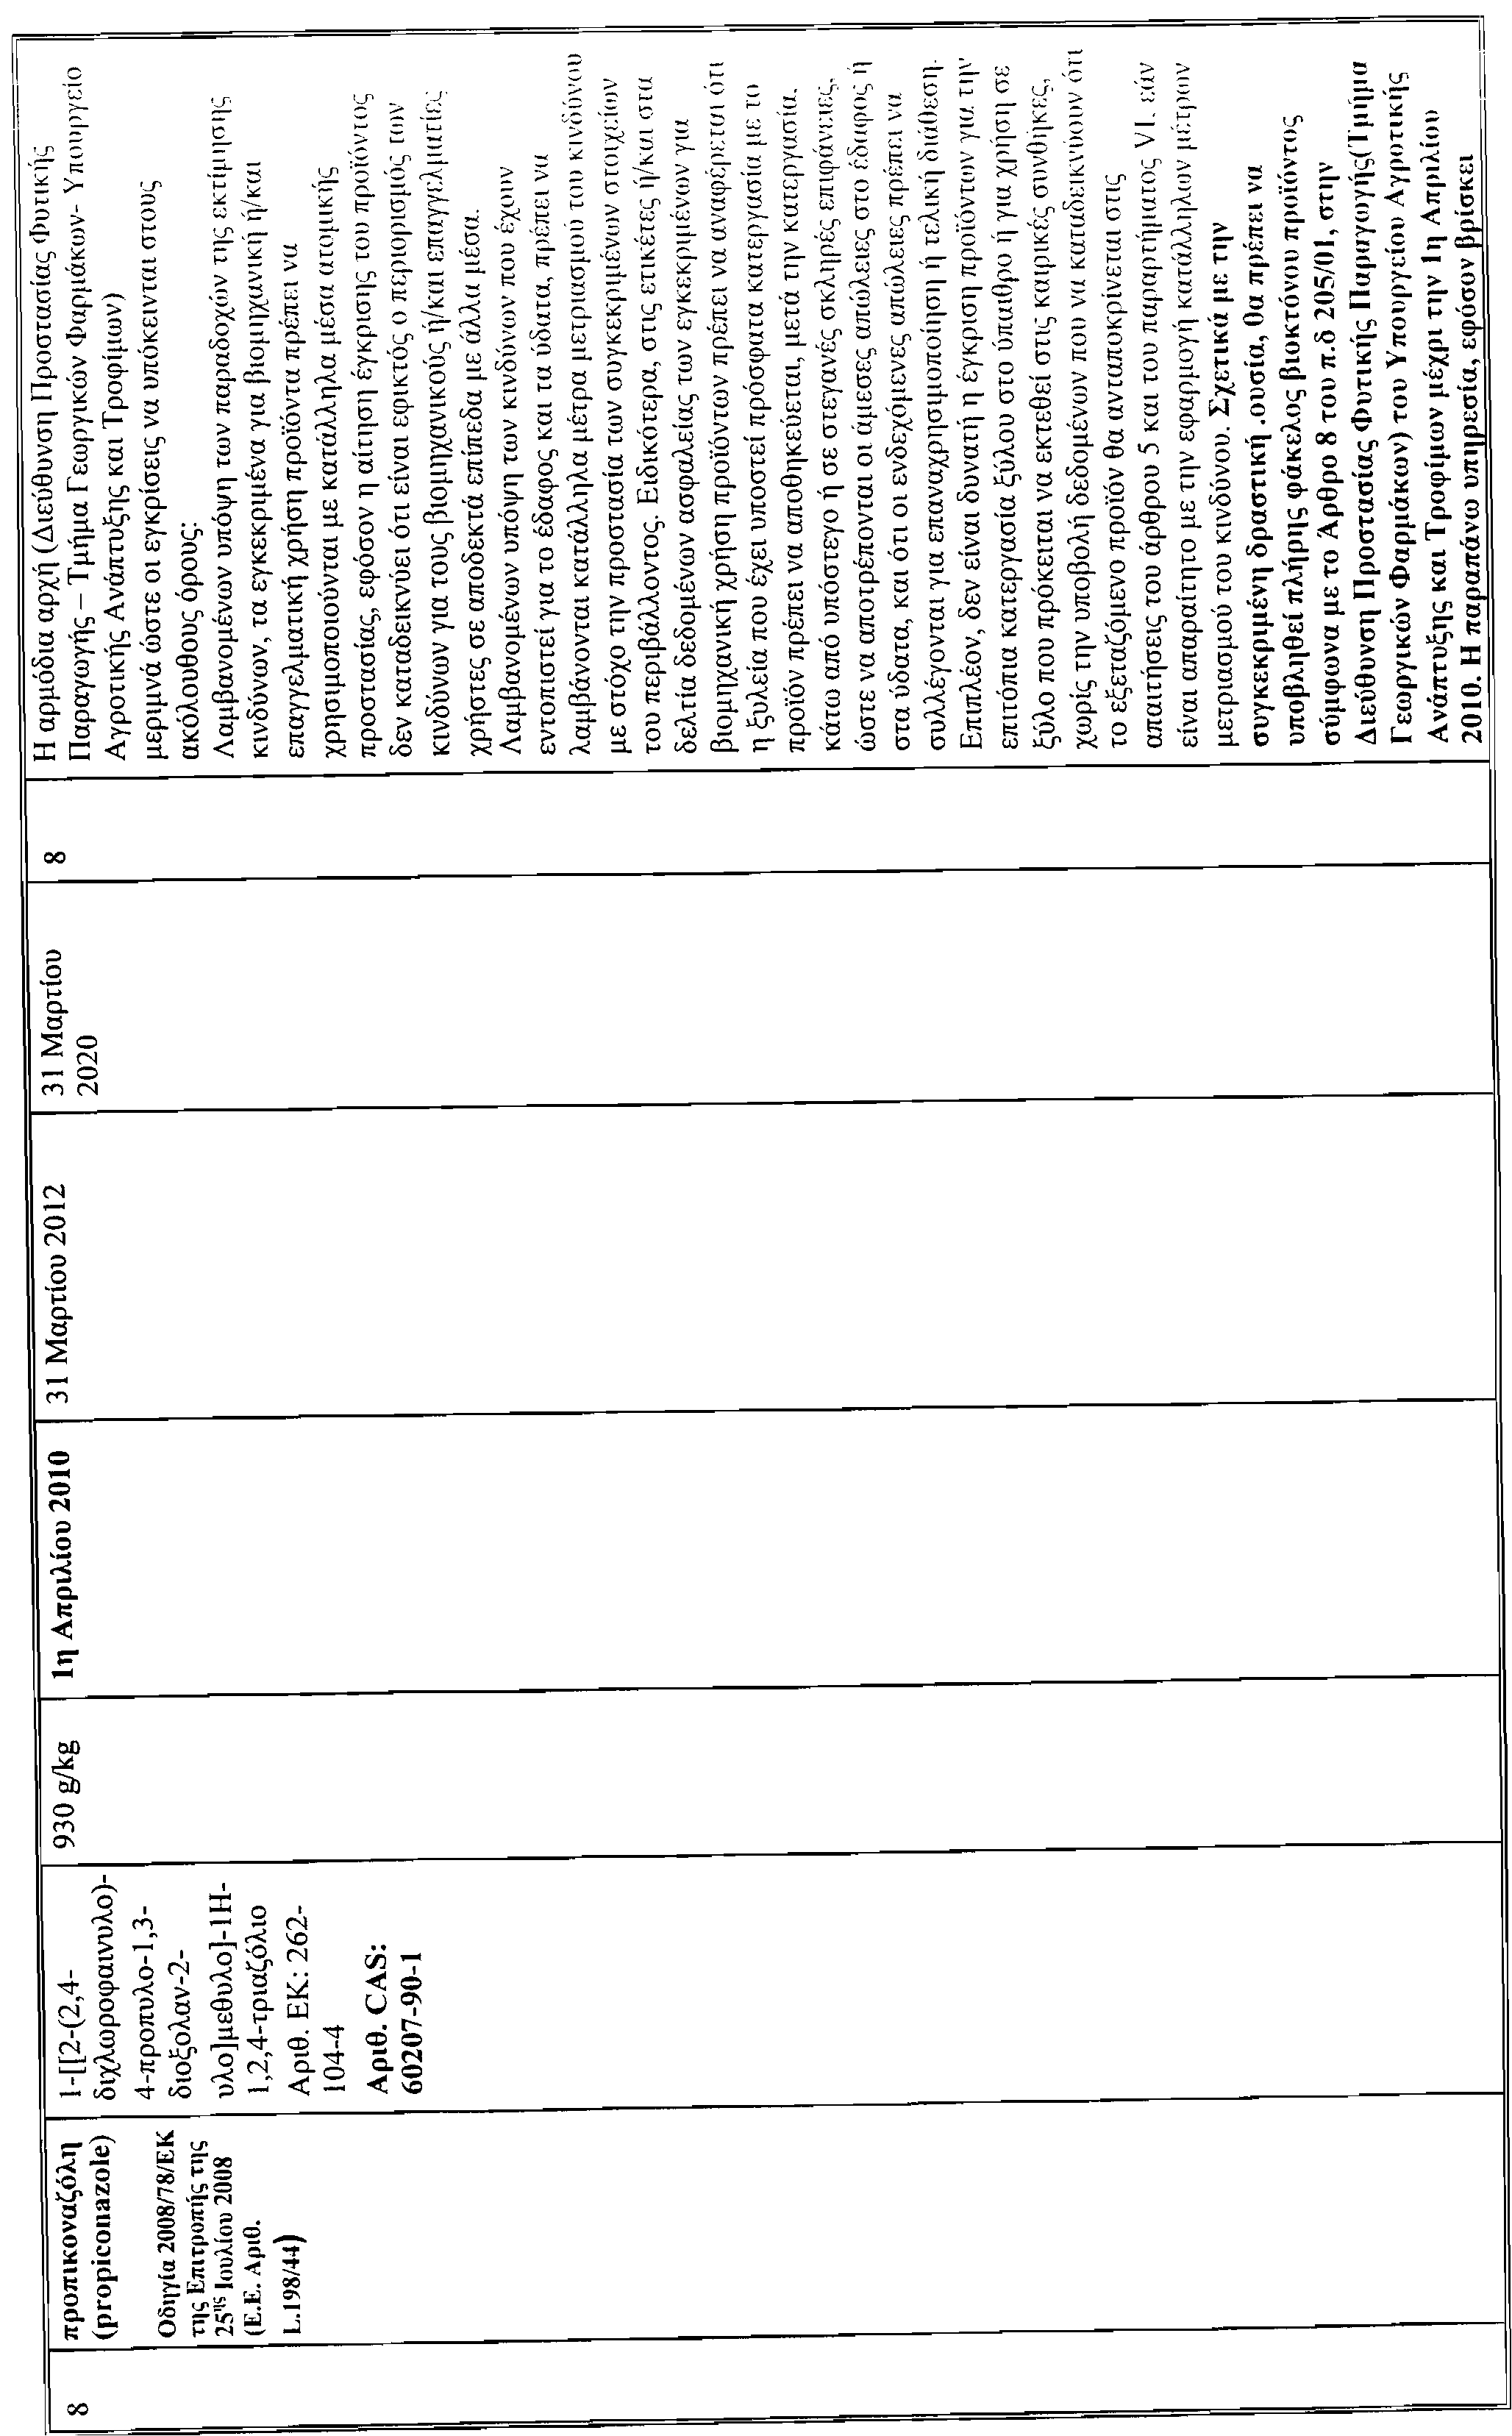 8
προπικοναζόλη
(propiconazole)
Οδηγία 2008/78/ΕΚ
της Επιτροπής της
25ης Ιουλίου 2008
(Ε.Ε. Αριθ.
L.198/44)
1-[[2-(2,4-
διχλωροφαινυλο)-
4-προπυλο-1,3-
διοξολαν-2-
υλο]μεθυλο]-1Η-
1,2,4-τριαζόλιο
Αριθ. ΕΚ: 262-
104-4
Αριθ. CAS:
60207-90-1
930 g/kg
1η Απριλίου 2010
31 Μαρτίου 2012
31 Μαρτίου
2020
8
Η αρμόδια αρχή (Διεύθυνση Προστασίας Φυτικής
Παραγωγής – Τμήμα Γεωργικών Φαρμάκων- Υπουργείο
Αγροτικής Ανάπτυξης και Τροφίμων)
μεριμνά ώστε οι εγκρίσεις να υπόκεινται στους
ακόλουθους όρους:
Λαμβανομένων υπόψη των παραδοχών της εκτίμησης
κινδύνων, τα εγκεκριμένα για βιομηχανική ή/και
επαγγελματική χρήση προϊόντα πρέπει να
χρησιμοποιούνται με κατάλληλα μέσα ατομικής
προστασίας, εφόσον η αίτηση έγκρισης του προϊόντος
δεν καταδεικνύει ότι είναι εφικτός ο περιορισμός των
κινδύνων για τους βιομηχανικούς ή/και επαγγελματίες
χρήστες σε αποδεκτά επίπεδα με άλλα μέσα.
Λαμβανομένων υπόψη των κινδύνων που έχουν
εντοπιστεί για το έδαφος και τα ύδατα, πρέπει να
λαμβάνονται κατάλληλα μέτρα μετριασμού του κινδύνου
με στόχο την προστασία των συγκεκριμένων στοιχείων
του περιβάλλοντος. Ειδικότερα, στις ετικέτες ή/και στα
δελτία δεδομένων ασφαλείας των εγκεκριμένων για
βιομηχανική χρήση προϊόντων πρέπει να αναφέρεται ότι
η ξυλεία που έχει υποστεί πρόσφατα κατεργασία με το
προϊόν πρέπει να αποθηκεύεται, μετά την κατεργασία,
κάτω από υπόστεγο ή σε στεγανές σκληρές επιφάνειες,
ώστε να αποτρέπονται οι άμεσες απώλειες στο έδαφος ή
στα ύδατα, και ότι οι ενδεχόμενες απώλειες πρέπει να
συλλέγονται για επαναχρησιμοποίηση ή τελική διάθεση.
Επιπλέον, δεν είναι δυνατή η έγκριση προϊόντων για την
επιτόπια κατεργασία ξύλου στο ύπαιθρο ή για χρήση σε
ξύλο που πρόκειται να εκτεθεί στις καιρικές συνθήκες,
χωρίς την υποβολή δεδομένων που να καταδεικνύουν ότι
το εξεταζόμενο προϊόν θα ανταποκρίνεται στις
απαιτήσεις του άρθρου 5 και του παραρτήματος VI, εάν
είναι απαραίτητο με την εφαρμογή κατάλληλων μέτρων
μετριασμού του κινδύνου. Σχετικά με την
συγκεκριμένη δραστική .ουσία, θα πρέπει να
υποβληθεί πλήρης φάκελος βιοκτόνου προϊόντος
σύμφωνα με το Άρθρο 8 του π.δ 205/01, στην
Διεύθυνση Προστασίας Φυτικής Παραγωγής(Τμήμα
Γεωργικών Φαρμάκων) του Υπουργείου Αγροτικής
Ανάπτυξης και Τροφίμων μέχρι την 1η Απριλίου
2010. Η παραπάνω υπηρεσία, εφόσον βρίσκει